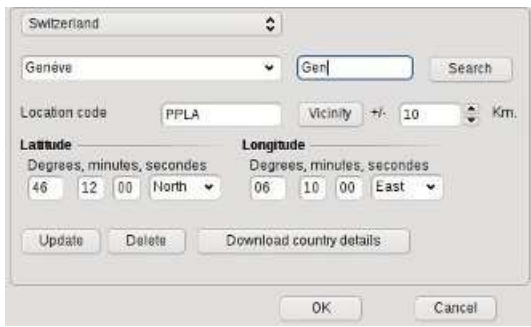 Switzerland
Genéve Gen Search
Location code PPLA Vicinity +/- 10 Km.
Latitude Longitude
Degrees, minutes, secondes Degrees, minutes, secondes
46 12 00 North 06 10 00 East
Update Delete Download country details
OK Cancel